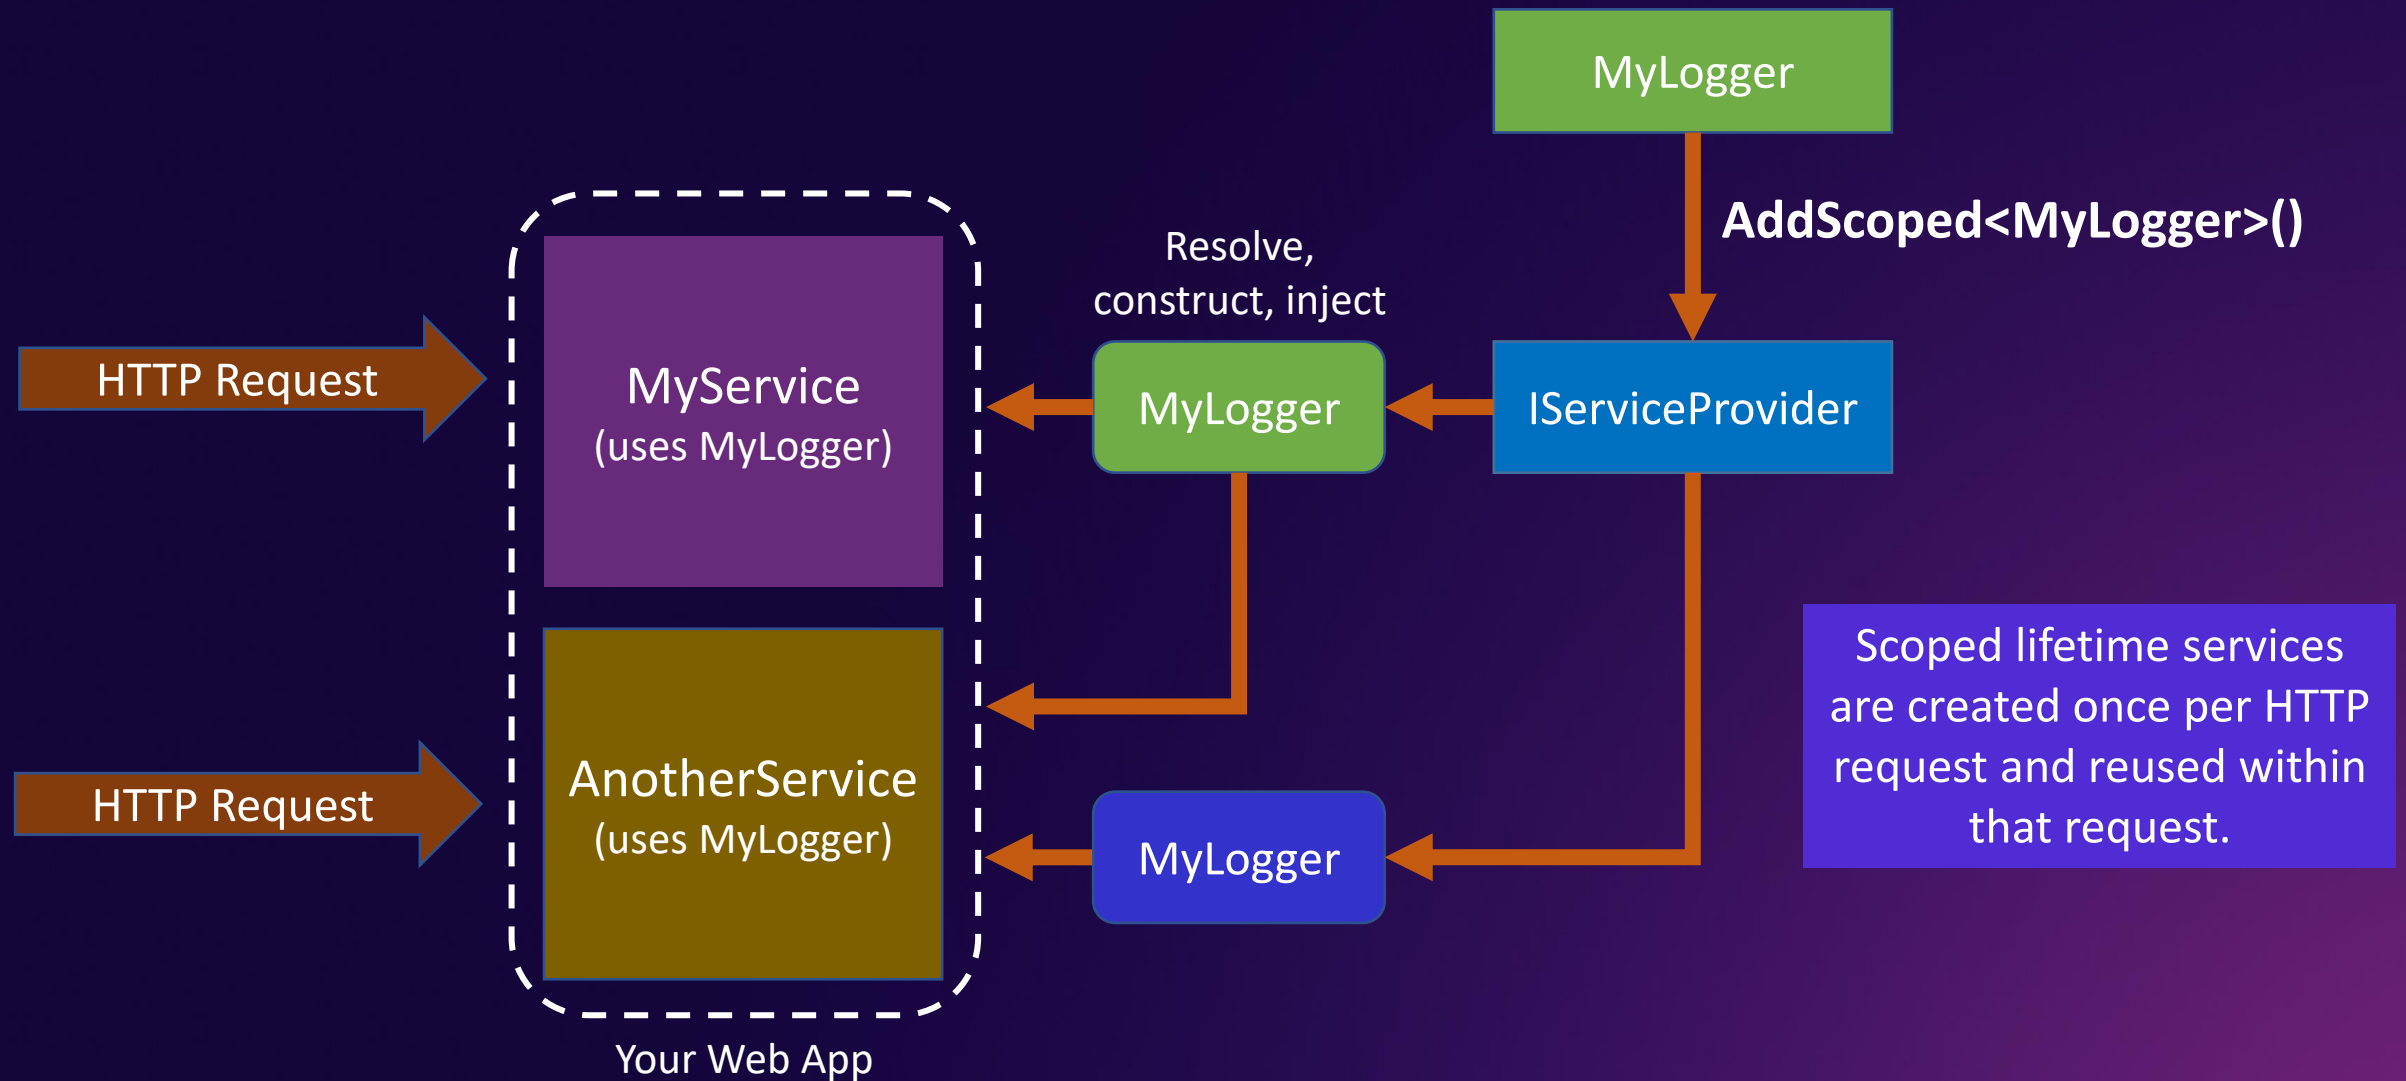 MyLogger
AddScoped<MyLogger>()
Resolve,
construct, inject
HTTP Request
MyService
(uses MyLogger)
MyLogger
IServiceProvider
Scoped lifetime services
are created once per HTTP
request and reused within
that request.
HTTP Request
AnotherService
(uses MyLogger)
MyLogger
Your Web App